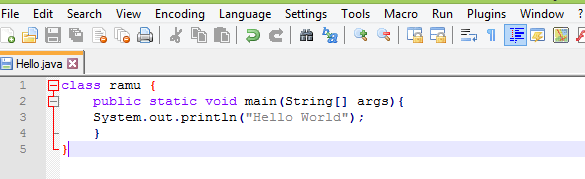 File Edit Search View Encoding Language Settings Tools Macro Run Plugins Window ?
Hello.java
1 class ramu {
2     public static void main(String[] args){
3     System.out.println("Hello World");
4     }
5 }